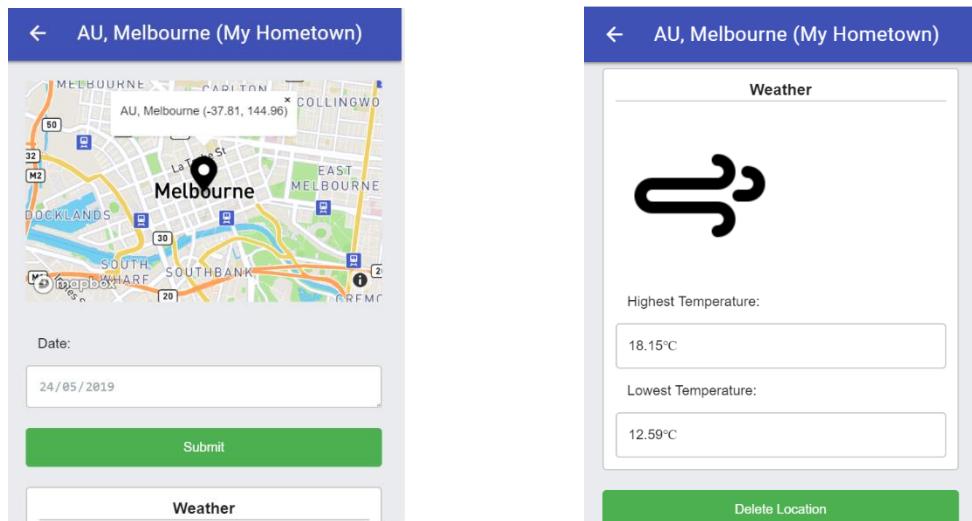 ← AU, Melbourne (My Hometown)
MELBOURNE
CARLTON
COLLINGWO
AU, Melbourne (-37.81, 144.96)
×
50
32
M2
La Trobe St
EAST
MELBOURNE
Melbourne
DOCKLANDS
30
SOUTH
WHARF
SOUTHBANK
mapbox
20
CREMO
Date:
24/05/2019
Submit
Weather
← AU, Melbourne (My Hometown)
Weather
Highest Temperature:
18.15°C
Lowest Temperature:
12.59°C
Delete Location